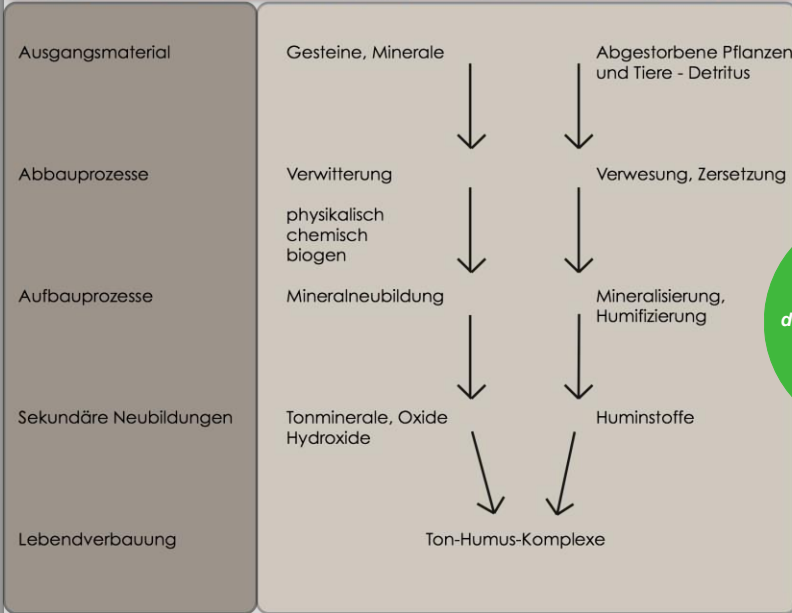 Ausgangsmaterial
Gesteine, Minerale
Abgestorbene Pflanzen
und Tiere - Detritus
Abbauprozesse
Verwitterung
Verwesung, Zersetzung
physikalisch
chemisch
biogen
Aufbauprozesse
Mineralneubildung
Mineralisierung,
Humifizierung
Sekundäre Neubildungen
Tonminerale, Oxide
Hydroxide
Huminstoffe
Lebendverbauung
Ton-Humus-Komplexe